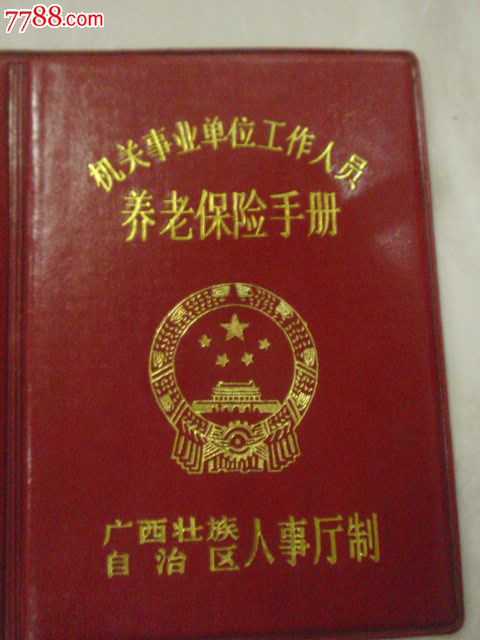 7788.com
机关事业单位工作人员
养老保险手册
广西壮族
自治区人事厅制